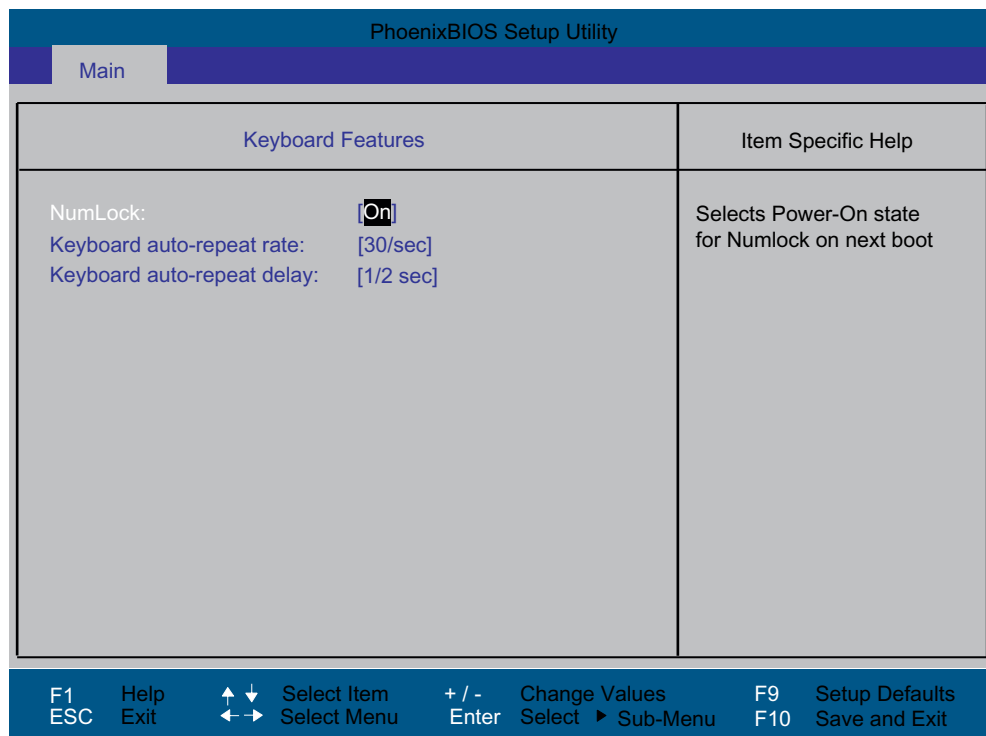 PhoenixBIOS Setup Utility
Main
Keyboard Features
Item Specific Help
NumLock: [On]
Keyboard auto-repeat rate: [30/sec]
Keyboard auto-repeat delay: [1/2 sec]
Selects Power-On state
for Numlock on next boot
F1 Help Select Item + / - Change Values F9 Setup Defaults
ESC Exit Select Menu Enter Select Sub-Menu F10 Save and Exit